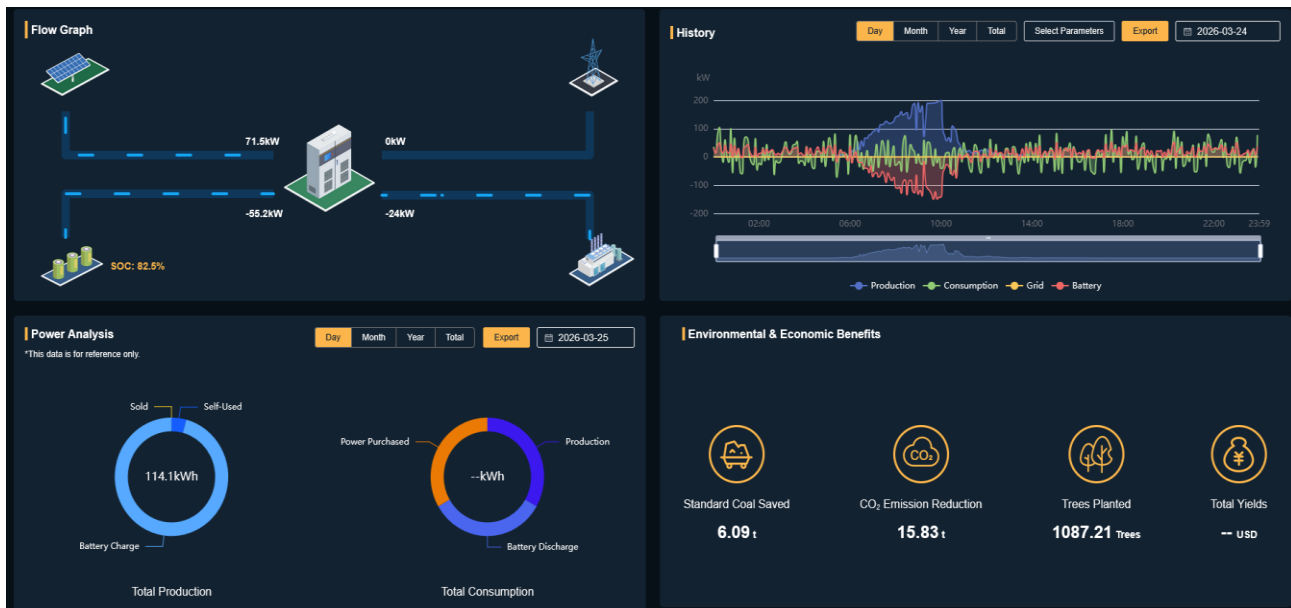 Flow Graph
71.5kW
0kW
-55.2kW
-24kW
SOC: 82.5%
History
Day Month Year Total Select Parameters Export 2026-03-24
kW
200
100
0
-100
-200
02:00 06:00 10:00 14:00 18:00 22:00 23:59
Production Consumption Grid Battery
Power Analysis
Day Month Year Total Export 2026-03-25
*This data is for reference only.
Sold Self-Used
114.1kWh
Battery Charge
Total Production
Power Purchased Production
--kWh
Battery Discharge
Total Consumption
Environmental & Economic Benefits
CO₂
¥
Standard Coal Saved CO₂ Emission Reduction Trees Planted Total Yields
6.09 t 15.83 t 1087.21 Trees -- USD